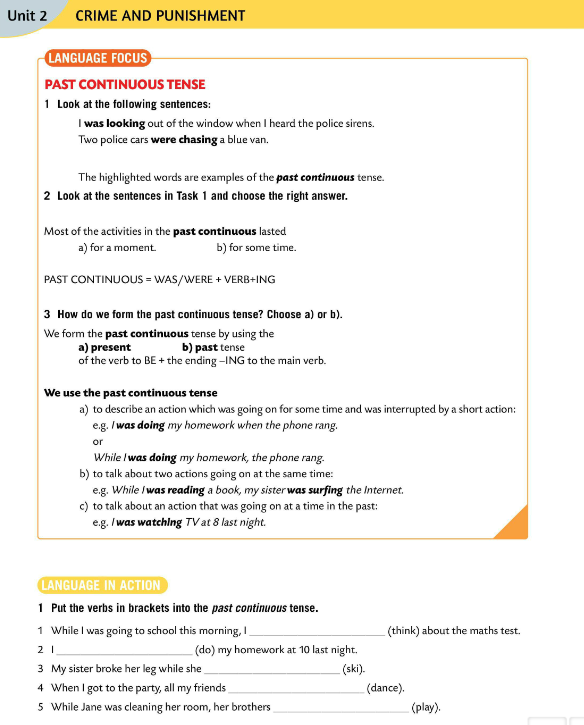 Unit 2 CRIME AND PUNISHMENT
LANGUAGE FOCUS
PAST CONTINUOUS TENSE
1 Look at the following sentences:
I was looking out of the window when I heard the police sirens.
Two police cars were chasing a blue van.
The highlighted words are examples of the past continuous tense.
2 Look at the sentences in Task 1 and choose the right answer.
Most of the activities in the past continuous lasted
a) for a moment. b) for some time.
PAST CONTINUOUS = WAS/WERE + VERB+ING
3 How do we form the past continuous tense? Choose a) or b).
We form the past continuous tense by using the
a) present b) past tense
of the verb to BE + the ending –ING to the main verb.
We use the past continuous tense
a) to describe an action which was going on for some time and was interrupted by a short action:
e.g. I was doing my homework when the phone rang.
or
While I was doing my homework, the phone rang.
b) to talk about two actions going on at the same time:
e.g. While I was reading a book, my sister was surfing the Internet.
c) to talk about an action that was going on at a time in the past:
e.g. I was watching TV at 8 last night.
LANGUAGE IN ACTION
1 Put the verbs in brackets into the past continuous tense.
1 While I was going to school this morning, I ______________________ (think) about the maths test.
2 I ______________________ (do) my homework at 10 last night.
3 My sister broke her leg while she ______________________ (ski).
4 When I got to the party, all my friends ______________________ (dance).
5 While Jane was cleaning her room, her brothers ______________________ (play).